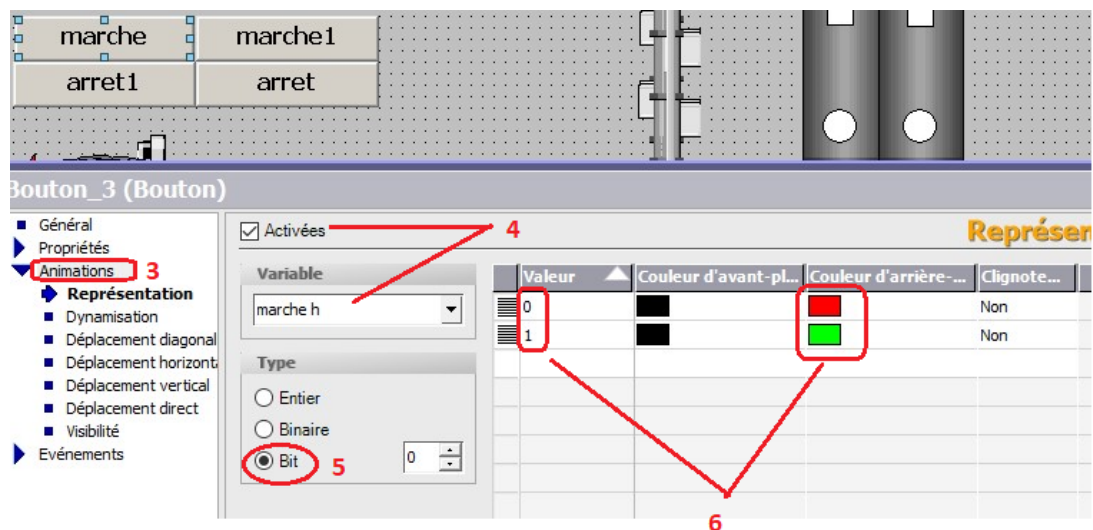 marche marche1
arret1 arret
Bouton_3 (Bouton)
Général
Propriétés
Animations 3
Représentation
Dynamisation
Déplacement diagonal
Déplacement horizont
Déplacement vertical
Déplacement direct
Visibilité
Evénements
Activées 4
Représen
Variable
marche h
Type
Entier
Binaire
Bit 5 0
Valeur Couleur d'avant-pl... Couleur d'arrière-... Clignote...
0 Non
1 Non
6